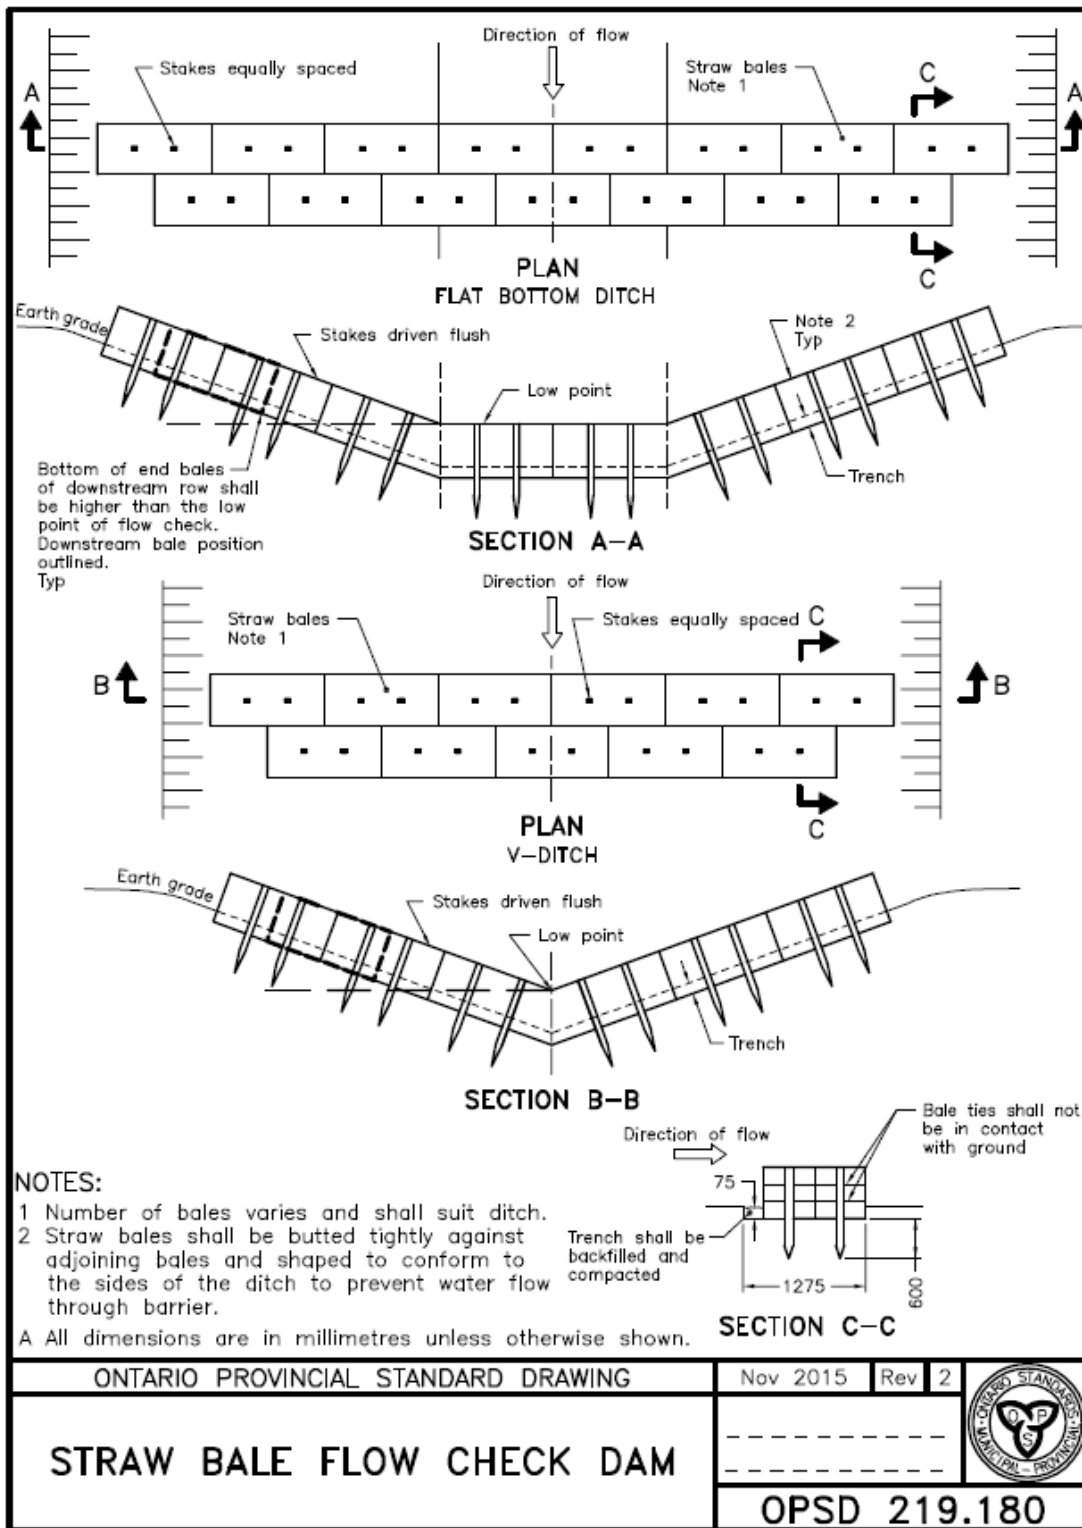 Direction of flow
Stakes equally spaced
Straw bales
Note 1
C
A
A
C
PLAN
FLAT BOTTOM DITCH
Earth grade
Stakes driven flush
Note 2
Typ
Low point
Trench
Bottom of end bales
of downstream row shall
be higher than the low
point of flow check.
Downstream bale position
outlined.
Typ
SECTION A-A
Direction of flow
Straw bales
Note 1
Stakes equally spaced
C
B
B
C
PLAN
V-DITCH
Earth grade
Stakes driven flush
Low point
Trench
SECTION B-B
Direction of flow
Bale ties shall not
be in contact
with ground
75
Trench shall be
backfilled and
compacted
1275
600
SECTION C-C
NOTES:
1 Number of bales varies and shall suit ditch.
2 Straw bales shall be butted tightly against
adjoining bales and shaped to conform to
the sides of the ditch to prevent water flow
through barrier.
A All dimensions are in millimetres unless otherwise shown.
ONTARIO PROVINCIAL STANDARD DRAWING
Nov 2015 Rev 2
ONTARIO STANDARDS
MUNICIPAL - PROVINCIAL
O P S
STRAW BALE FLOW CHECK DAM
OPSD 219.180